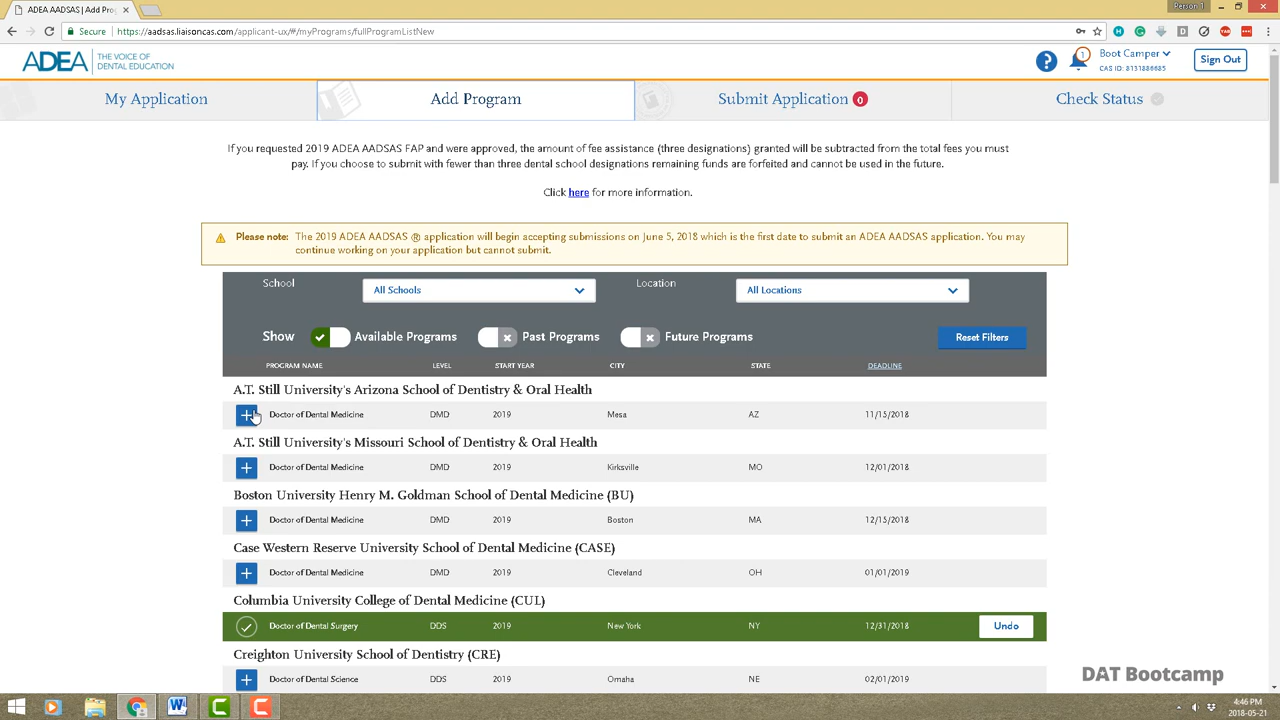 ADEA AADSAS | Add Pro
Person 1
Secure
https://aadsas.liaisoncas.com/applicant-ux/#/myPrograms/fullProgramListNew
ADEA
THE VOICE OF
DENTAL EDUCATION
?
1
Boot Camper
CAS ID: 8131886685
Sign Out
My Application
Add Program
Submit Application 0
Check Status
If you requested 2019 ADEA AADSAS FAP and were approved, the amount of fee assistance (three designations) granted will be subtracted from the total fees you must
pay. If you choose to submit with fewer than three dental school designations remaining funds are forfeited and cannot be used in the future.
Click here for more information.
Please note: The 2019 ADEA AADSAS ® application will begin accepting submissions on June 5, 2018 which is the first date to submit an ADEA AADSAS application. You may
continue working on your application but cannot submit.
School All Schools Location All Locations
Show Available Programs Past Programs Future Programs Reset Filters
PROGRAM NAME LEVEL START YEAR CITY STATE DEADLINE
A.T. Still University's Arizona School of Dentistry & Oral Health
Doctor of Dental Medicine DMD 2019 Mesa AZ 11/15/2018
A.T. Still University's Missouri School of Dentistry & Oral Health
Doctor of Dental Medicine DMD 2019 Kirksville MO 12/01/2018
Boston University Henry M. Goldman School of Dental Medicine (BU)
Doctor of Dental Medicine DMD 2019 Boston MA 12/15/2018
Case Western Reserve University School of Dental Medicine (CASE)
Doctor of Dental Medicine DMD 2019 Cleveland OH 01/01/2019
Columbia University College of Dental Medicine (CUL)
Doctor of Dental Surgery DDS 2019 New York NY 12/31/2018 Undo
Creighton University School of Dentistry (CRE)
Doctor of Dental Science DDS 2019 Omaha NE 02/01/2019
DAT Bootcamp
4:46 PM
2018-05-21